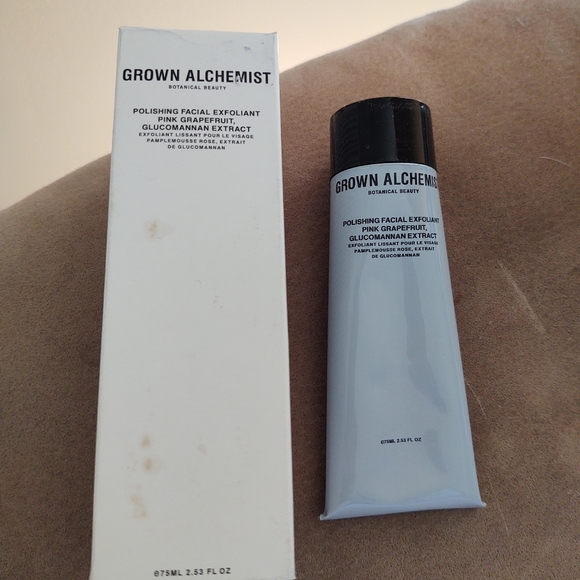 GROWN ALCHEMIST
BOTANICAL BEAUTY
POLISHING FACIAL EXFOLIANT
PINK GRAPEFRUIT,
GLUCOMANNAN EXTRACT
EXFOLIANT LISSANT POUR LE VISAGE
PAMPLEMOUSSE ROSE, EXTRAIT
DE GLUCOMANNAN
℮75ML 2.53 FL OZ
GROWN ALCHEMIST
BOTANICAL BEAUTY
POLISHING FACIAL EXFOLIANT
PINK GRAPEFRUIT,
GLUCOMANNAN EXTRACT
EXFOLIANT LISSANT POUR LE VISAGE
PAMPLEMOUSSE ROSE, EXTRAIT
DE GLUCOMANNAN
℮75ML 2.53 FL OZ